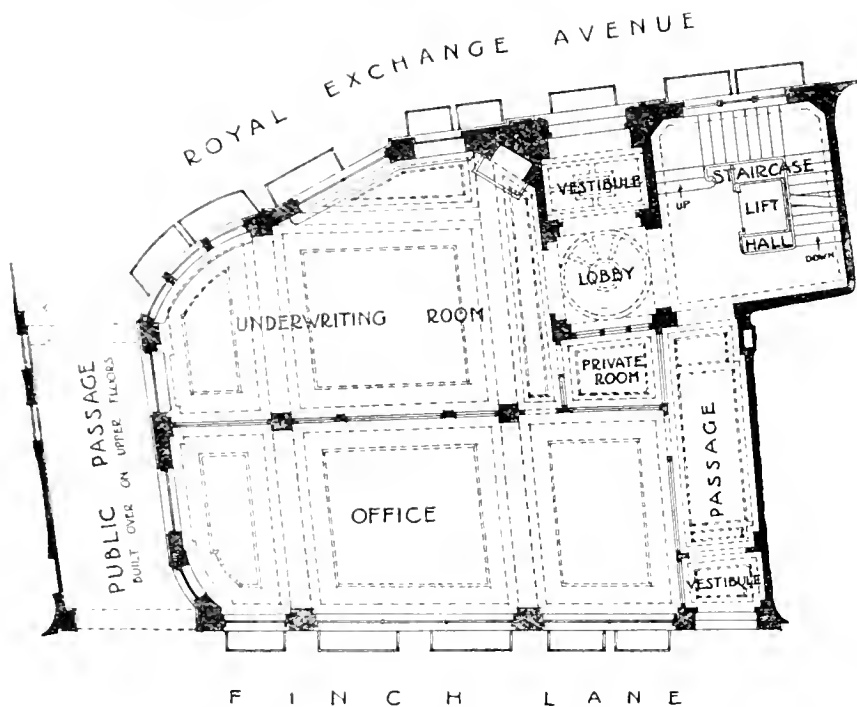 ROYAL EXCHANGE AVENUE
STAIRCASE
VESTIBULE
UP
LIFT
HALL
DOWN
LOBBY
UNDERWRITING ROOM
PRIVATE
ROOM
PUBLIC PASSAGE
BUILT OVER ON UPPER FLOORS
PASSAGE
OFFICE
VESTIBULE
FINCH LANE